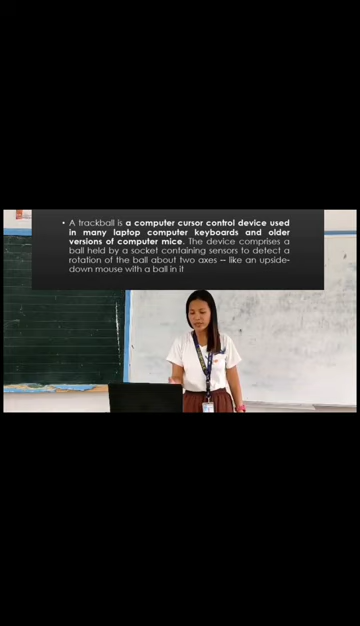 • A trackball is a computer cursor control device used
in many laptop computer keyboards and older
versions of computer mice. The device comprises a
ball held by a socket containing sensors to detect a
rotation of the ball about two axes -- like an upside-
down mouse with a ball in it